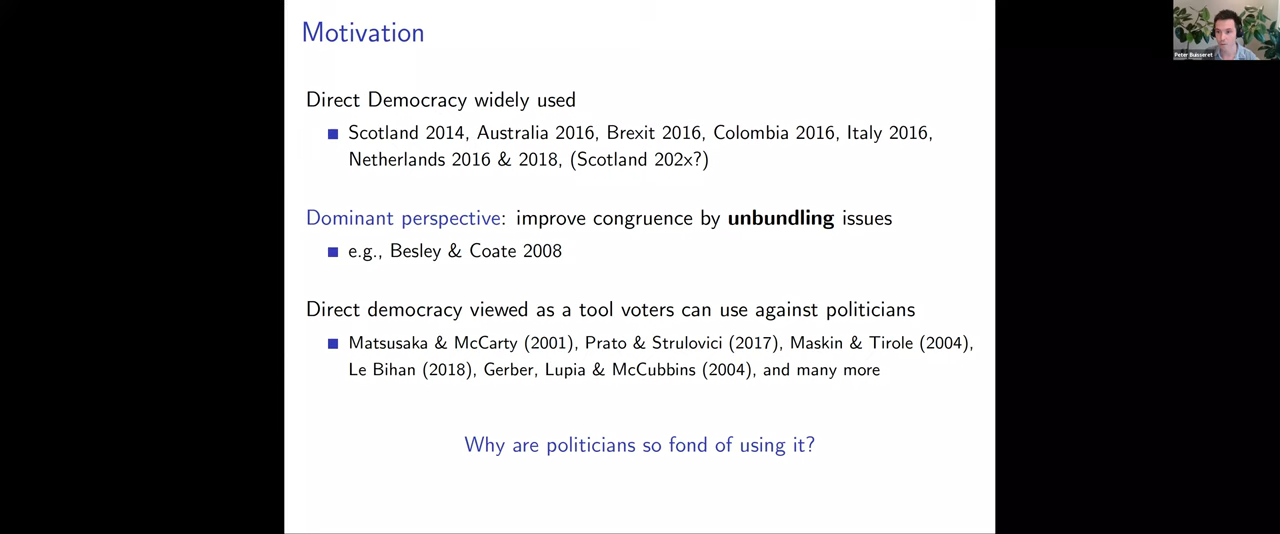 Motivation
Peter Buisseret
Direct Democracy widely used
Scotland 2014, Australia 2016, Brexit 2016, Colombia 2016, Italy 2016,
Netherlands 2016 & 2018, (Scotland 202x?)
Dominant perspective: improve congruence by unbundling issues
e.g., Besley & Coate 2008
Direct democracy viewed as a tool voters can use against politicians
Matsusaka & McCarty (2001), Prato & Strulovici (2017), Maskin & Tirole (2004),
Le Bihan (2018), Gerber, Lupia & McCubbins (2004), and many more
Why are politicians so fond of using it?